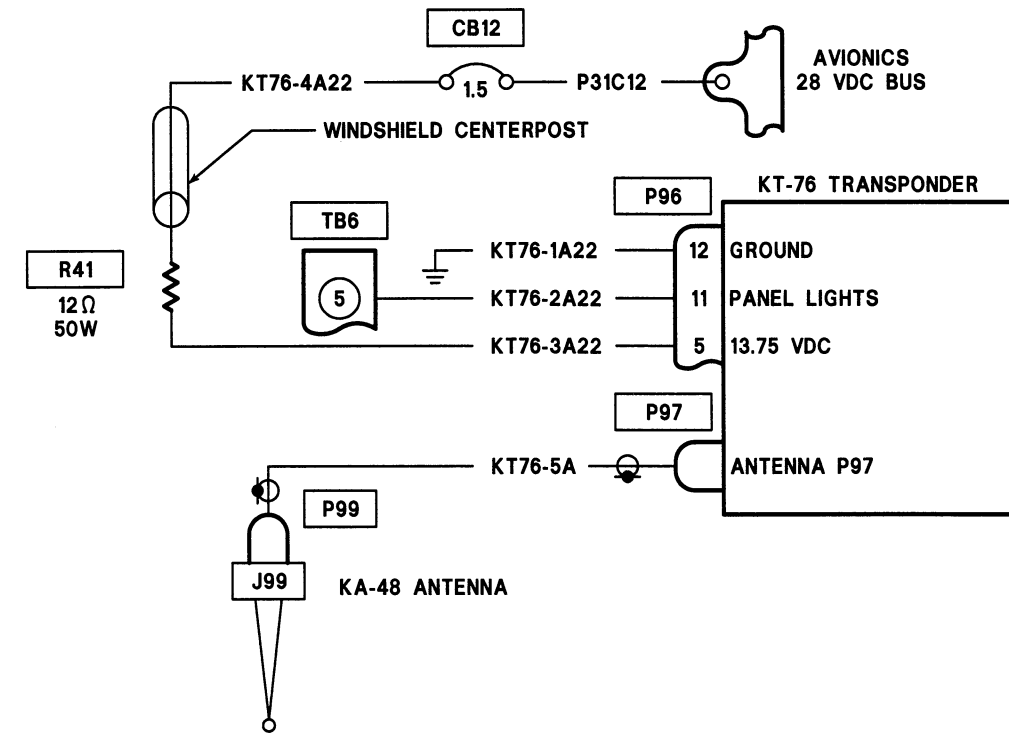 CB12
KT76-4A22
1.5
P31C12
AVIONICS
28 VDC BUS
WINDSHIELD CENTERPOST
KT-76 TRANSPONDER
P96
TB6
KT76-1A22
12
GROUND
R41
12Ω
50W
5
KT76-2A22
11
PANEL LIGHTS
KT76-3A22
5
13.75 VDC
P97
KT76-5A
ANTENNA P97
P99
J99
KA-48 ANTENNA